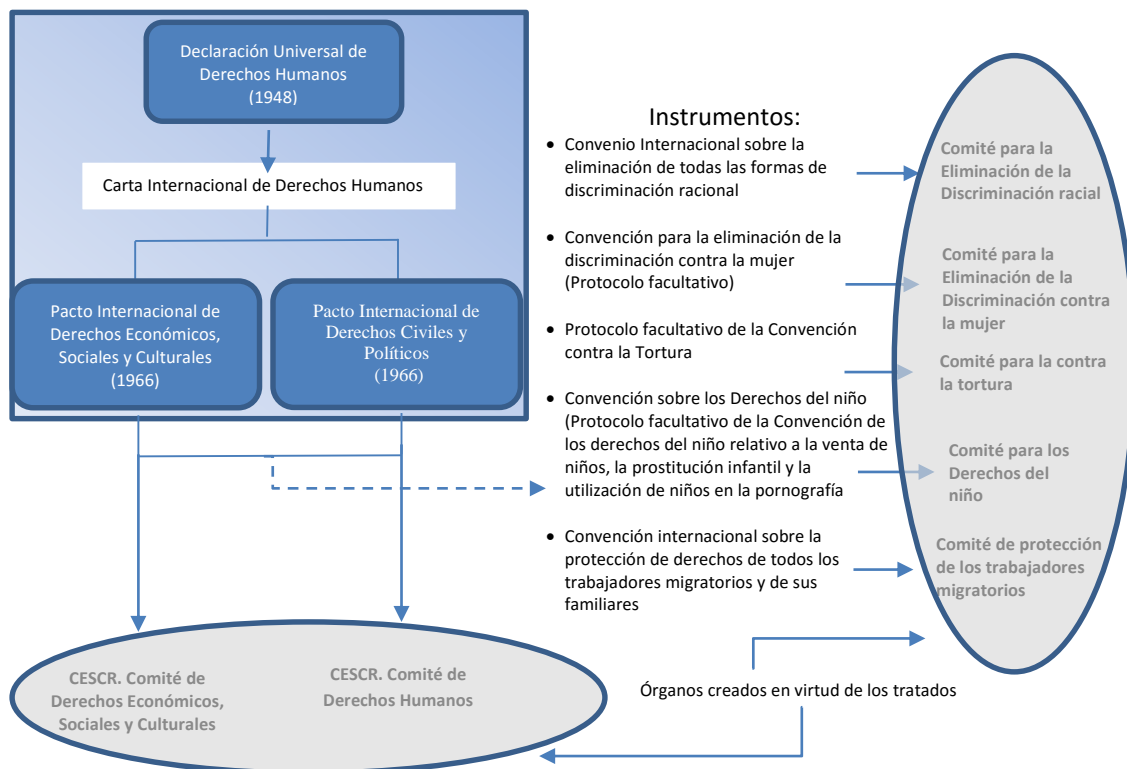 Declaración Universal de
Derechos Humanos
(1948)
Carta Internacional de Derechos Humanos
Pacto Internacional de
Derechos Económicos,
Sociales y Culturales
(1966)
Pacto Internacional de
Derechos Civiles y
Políticos
(1966)
Instrumentos:
• Convenio Internacional sobre la
eliminación de todas las formas de
discriminación racional
• Convención para la eliminación de la
discriminación contra la mujer
(Protocolo facultativo)
• Protocolo facultativo de la Convención
contra la Tortura
• Convención sobre los Derechos del niño
(Protocolo facultativo de la Convención de
los derechos del niño relativo a la venta de
niños, la prostitución infantil y la
utilización de niños en la pornografía
• Convención internacional sobre la
protección de derechos de todos los
trabajadores migratorios y de sus
familiares
Comité para la
Eliminación de la
Discriminación racial
Comité para la
Eliminación de la
Discriminación contra
la mujer
Comité para la contra
la tortura
Comité para los
Derechos del
niño
Comité de protección
de los trabajadores
migratorios
CESCR. Comité de
Derechos Económicos,
Sociales y Culturales
CESCR. Comité de
Derechos Humanos
Órganos creados en virtud de los tratados